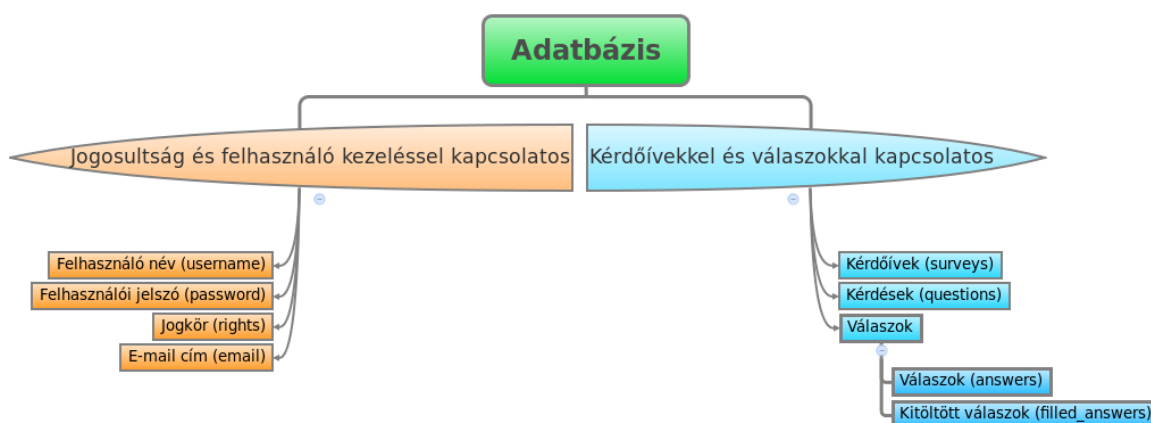 Adatbázis
Jogosultság és felhasználó kezeléssel kapcsolatos
Kérdőívekkel és válaszokkal kapcsolatos
Felhasználó név (username)
Felhasználói jelszó (password)
Jogkör (rights)
E-mail cím (email)
Kérdőívek (surveys)
Kérdések (questions)
Válaszok
Válaszok (answers)
Kitöltött válaszok (filled_answers)